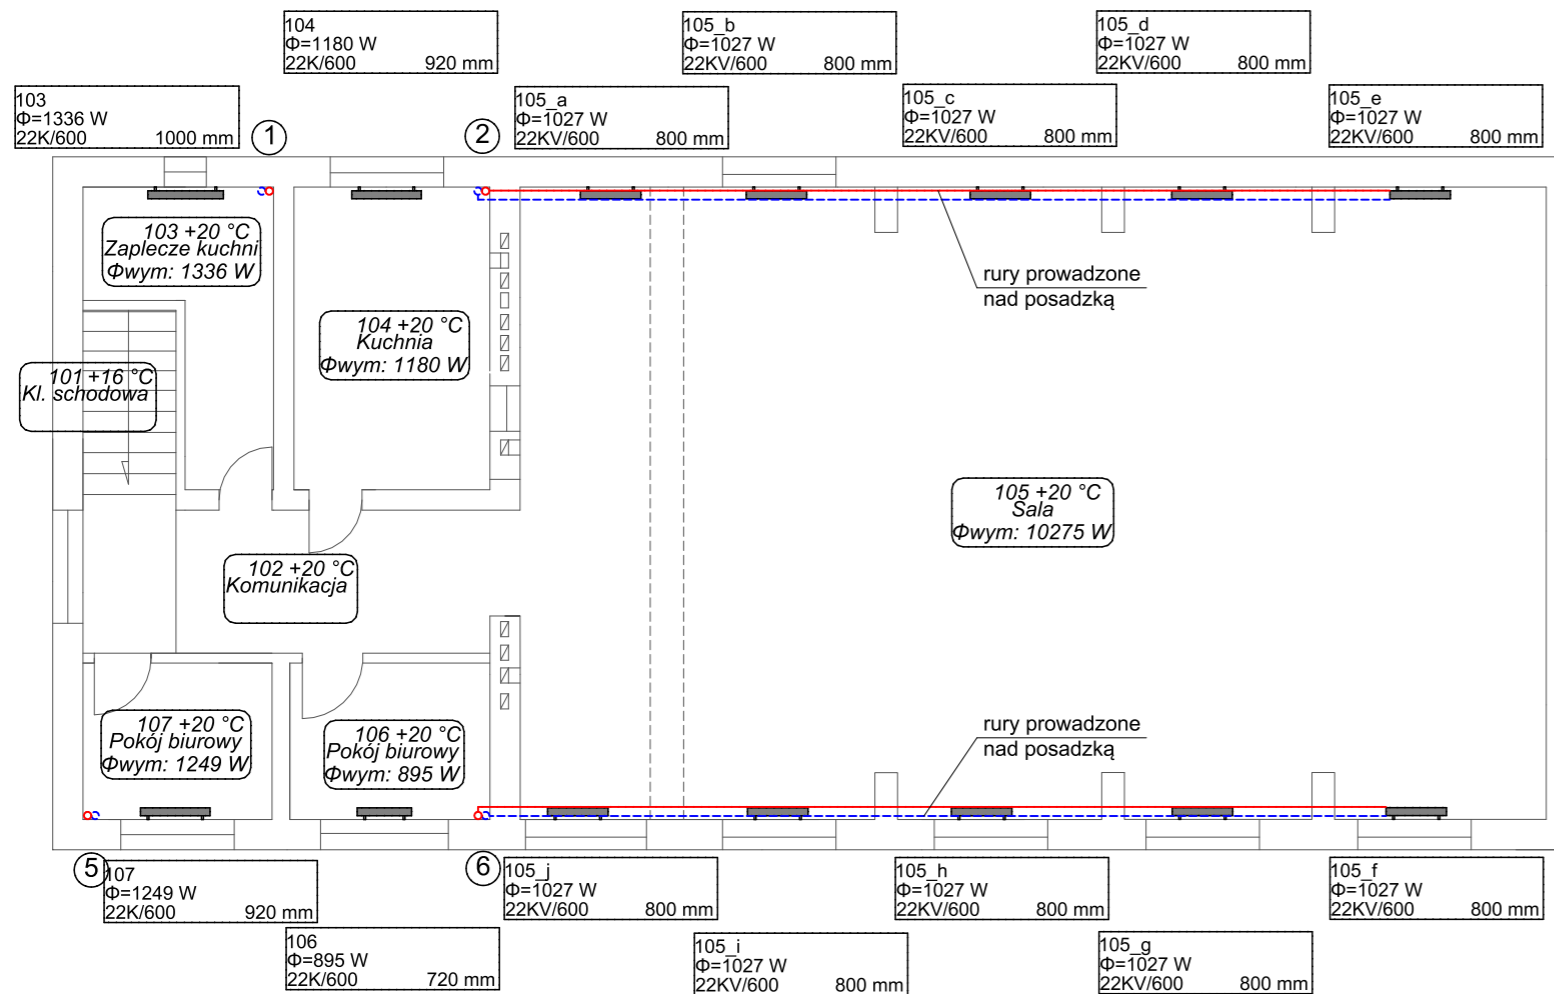 104
Φ=1180 W
22K/600 920 mm
105_b
Φ=1027 W
22KV/600 800 mm
105_d
Φ=1027 W
22KV/600 800 mm
103
Φ=1336 W
22K/600 1000 mm
1
2
105_a
Φ=1027 W
22KV/600 800 mm
105_c
Φ=1027 W
22KV/600 800 mm
105_e
Φ=1027 W
22KV/600 800 mm
103 +20 °C
Zaplecze kuchni
Φwym: 1336 W
rury prowadzone
nad posadzką
104 +20 °C
Kuchnia
Φwym: 1180 W
101 +16 °C
Kl. schodowa
105 +20 °C
Sala
Φwym: 10275 W
102 +20 °C
Komunikacja
107 +20 °C
Pokój biurowy
Φwym: 1249 W
106 +20 °C
Pokój biurowy
Φwym: 895 W
rury prowadzone
nad posadzką
5
107
Φ=1249 W
22K/600 920 mm
6
105_j
Φ=1027 W
22KV/600 800 mm
105_h
Φ=1027 W
22KV/600 800 mm
105_f
Φ=1027 W
22KV/600 800 mm
106
Φ=895 W
22K/600 720 mm
105_i
Φ=1027 W
22KV/600 800 mm
105_g
Φ=1027 W
22KV/600 800 mm